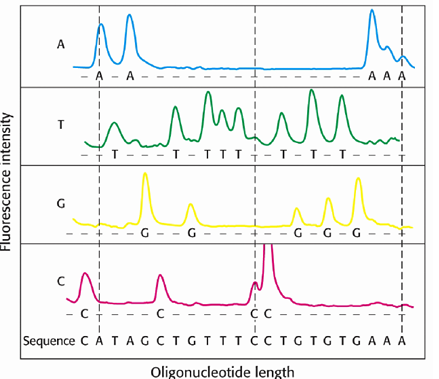 Fluorescence intensity
A
A - A - - - - - - - - - - - - - - - A A A
T
- - T - - - T - T T T - - T - T - T - - - -
G
- - - - G - - G - - - - - - G - G - G - - -
C
C - - - - C - - - - - C C - - - - - - - - -
Sequence C A T A G C T G T T T C C T G T G T G A A A
Oligonucleotide length